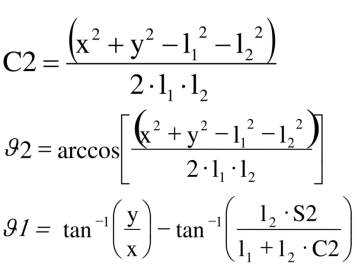 C2 = (x² + y² − l₁² − l₂²) / 2 · l₁ · l₂
𝜗2 = arccos[(x² + y² − l₁² − l₂²) / 2 · l₁ · l₂]
𝜗1 = tan⁻¹(y / x) − tan⁻¹(l₂ · S2 / l₁ + l₂ · C2)